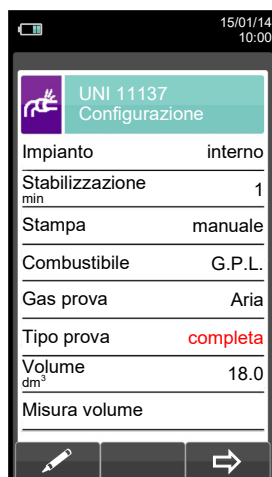 15/01/14
10:00
UNI 11137
Configurazione
Impianto interno
Stabilizzazione 1
min
Stampa manuale
Combustibile G.P.L.
Gas prova Aria
Tipo prova completa
Volume 18.0
dm³
Misura volume